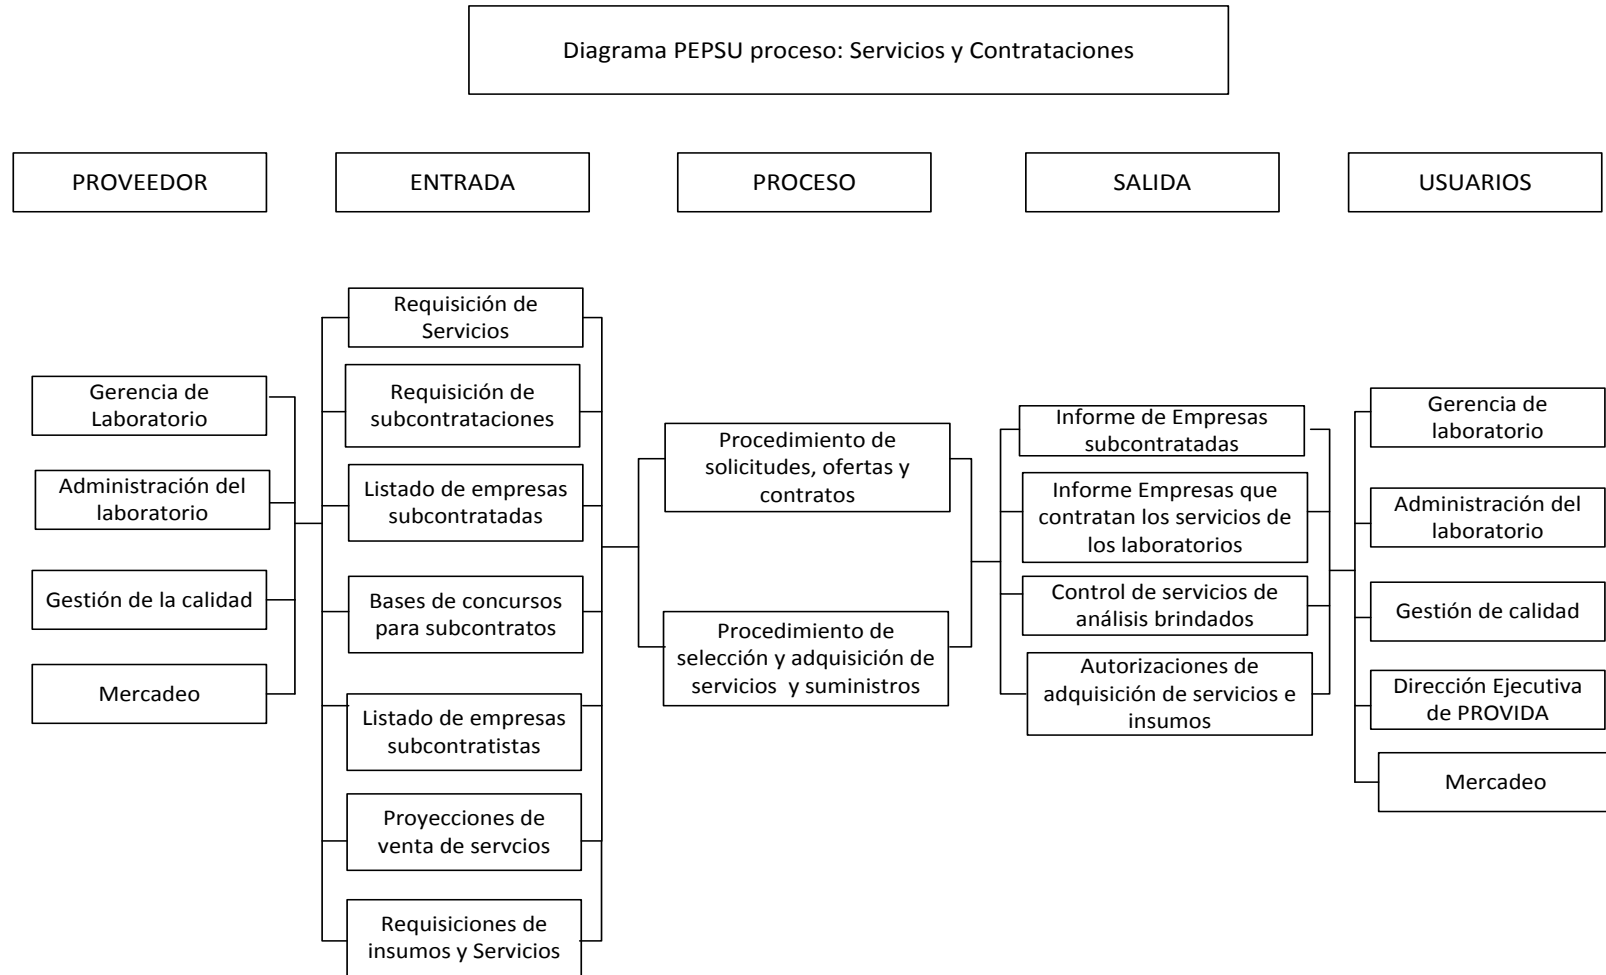 Diagrama PEPSU proceso: Servicios y Contrataciones
PROVEEDOR
ENTRADA
PROCESO
SALIDA
USUARIOS
Gerencia de
Laboratorio
Administración del
laboratorio
Gestión de la calidad
Mercadeo
Requisición de
Servicios
Requisición de
subcontrataciones
Listado de empresas
subcontratadas
Bases de concursos
para subcontratos
Listado de empresas
subcontratistas
Proyecciones de
venta de servcios
Requisiciones de
insumos y Servicios
Procedimiento de
solicitudes, ofertas y
contratos
Procedimiento de
selección y adquisición de
servicios y suministros
Informe de Empresas
subcontratadas
Informe Empresas que
contratan los servicios de
los laboratorios
Control de servicios de
análisis brindados
Autorizaciones de
adquisición de servicios e
insumos
Gerencia de
laboratorio
Administración del
laboratorio
Gestión de calidad
Dirección Ejecutiva
de PROVIDA
Mercadeo